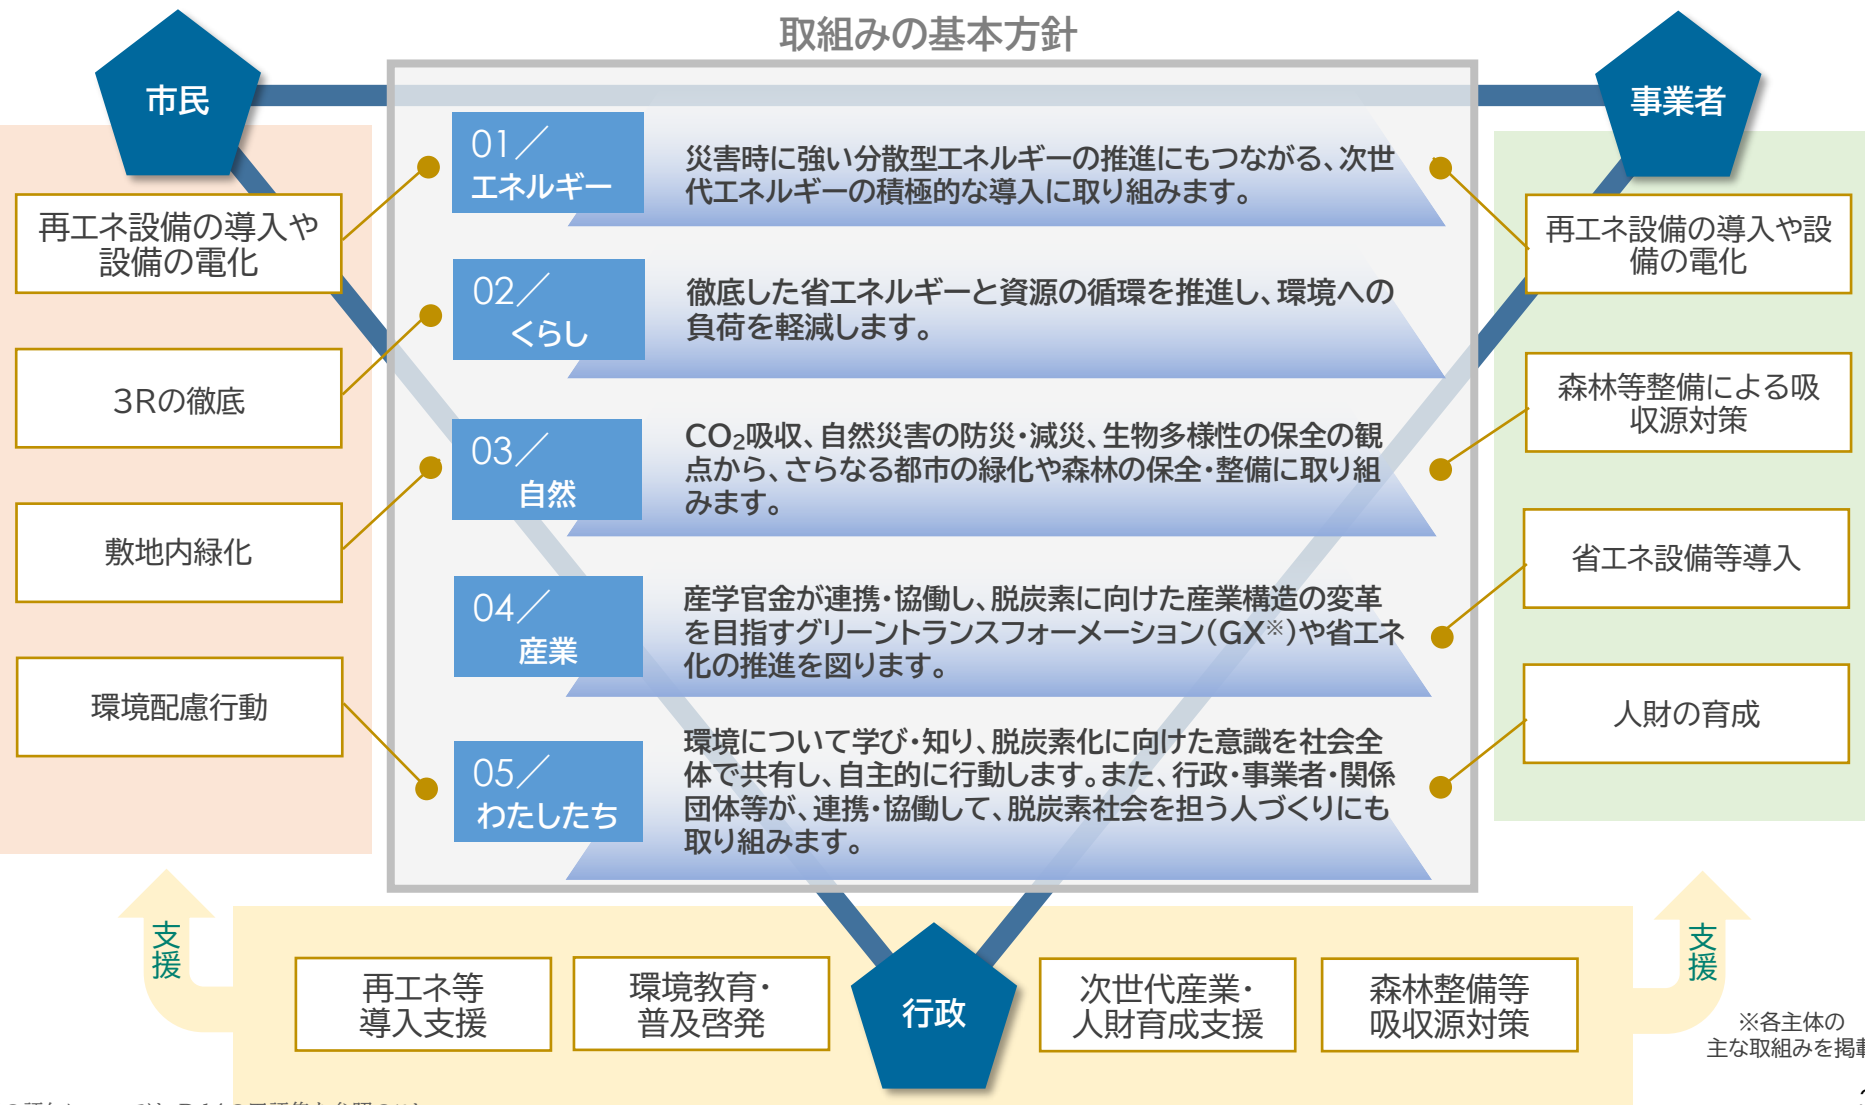 取組みの基本方針
市民
事業者
01／
エネルギー
災害時に強い分散型エネルギーの推進にもつながる、次世
代エネルギーの積極的な導入に取り組みます。
02／
くらし
徹底した省エネルギーと資源の循環を推進し、環境への
負荷を軽減します。
03／
自然
CO₂吸収、自然災害の防災・減災、生物多様性の保全の観
点から、さらなる都市の緑化や森林の保全・整備に取り組
みます。
04／
産業
産学官金が連携・協働し、脱炭素に向けた産業構造の変革
を目指すグリーントランスフォーメーション（GX※）や省エネ
化の推進を図ります。
05／
わたしたち
環境について学び・知り、脱炭素化に向けた意識を社会全
体で共有し、自主的に行動します。また、行政・事業者・関係
団体等が、連携・協働して、脱炭素社会を担う人づくりにも
取り組みます。
再エネ設備の導入や
設備の電化
3Rの徹底
敷地内緑化
環境配慮行動
再エネ設備の導入や設
備の電化
森林等整備による吸
収源対策
省エネ設備等導入
人財の育成
支援
支援
再エネ等
導入支援
環境教育・
普及啓発
行政
次世代産業・
人財育成支援
森林整備等
吸収源対策
※各主体の
主な取組みを掲載